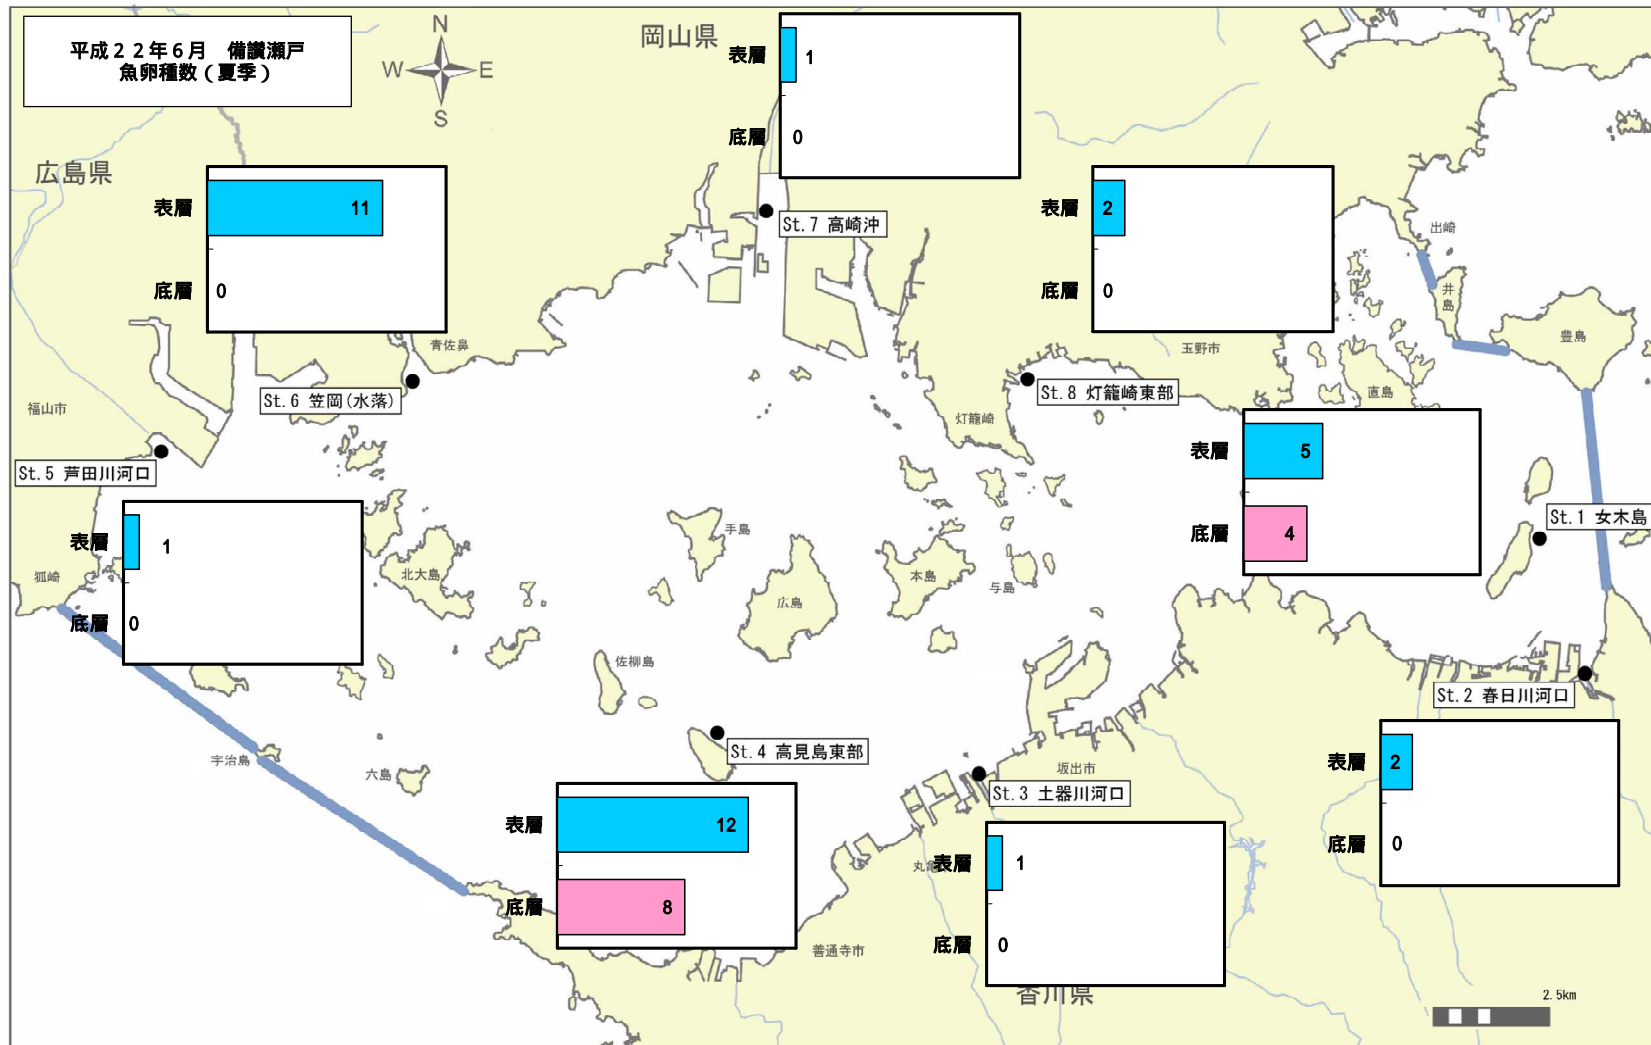 平成２２年６月　備讃瀬戸
魚卵種数（夏季）
N
W
E
S
岡山県
広島県
香川県
表層
1
底層
0
St.7 高崎沖
表層
11
底層
0
St.6 笠岡(水落)
青佐鼻
表層
2
底層
0
St.8 灯籠崎東部
灯籠崎
玉野市
出崎
井島
豊島
直島
福山市
St.5 芦田川河口
表層
1
底層
0
狐崎
北大島
手島
広島
本島
与島
佐柳島
表層
5
底層
4
St.1 女木島
St.2 春日川河口
表層
2
底層
0
宇治島
六島
St.4 高見島東部
表層
12
底層
8
St.3 土器川河口
坂出市
表層
1
底層
0
善通寺市
2.5km